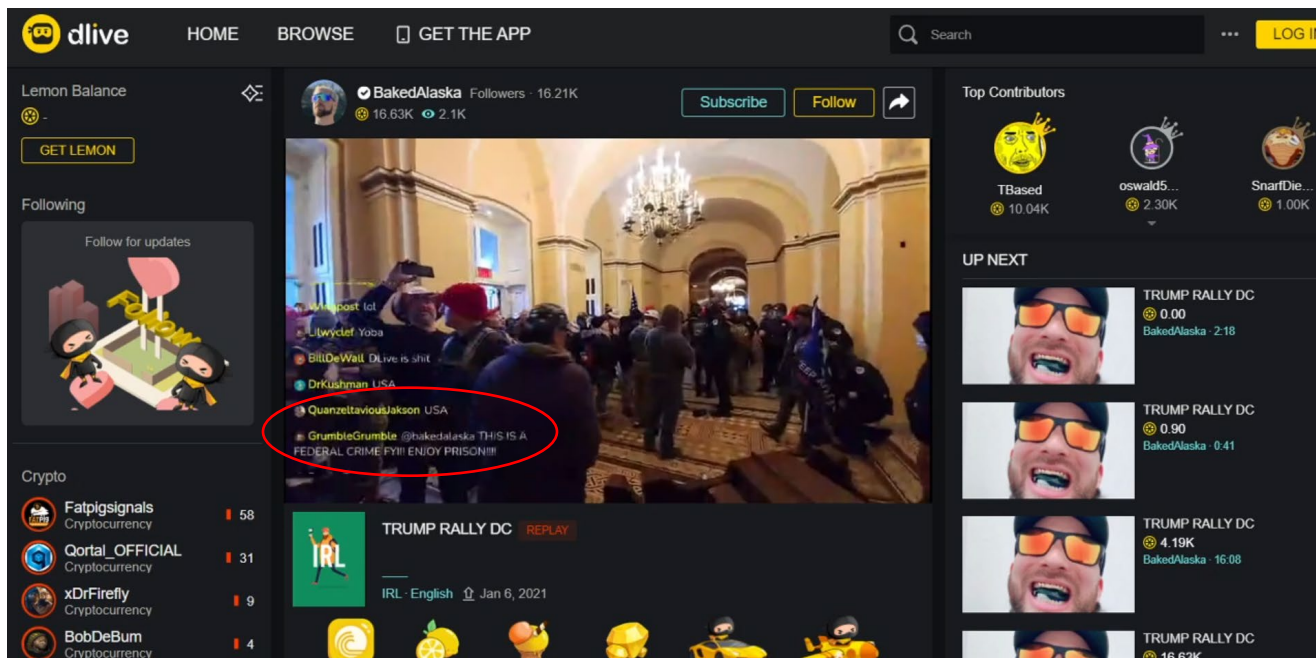 dlive
HOME
BROWSE
GET THE APP
Search
LOG IN
Lemon Balance
-
GET LEMON
Following
Follow for updates
FOLLOW
Crypto
Fatpigsignals
Cryptocurrency
58
Qortal_OFFICIAL
Cryptocurrency
31
xDrFirefly
Cryptocurrency
9
BobDeBum
Cryptocurrency
4
BakedAlaska Followers · 16.21K
16.63K 2.1K
Subscribe
Follow
lol
Lilwyclef Yoba
BillDeWall DLive is shit
DrKushman USA
QuanzeltaviousJakson USA
GrumbleGrumble @bakedalaska THIS IS A
FEDERAL CRIME FYI!! ENJOY PRISON!!!!
IRL
TRUMP RALLY DC REPLAY
IRL · English Jan 6, 2021
Top Contributors
TBased
10.04K
oswald5...
2.30K
SnarfDie...
1.00K
UP NEXT
TRUMP RALLY DC
0.00
BakedAlaska · 2:18
TRUMP RALLY DC
0.90
BakedAlaska · 0:41
TRUMP RALLY DC
4.19K
BakedAlaska · 16:08
TRUMP RALLY DC
16.63K